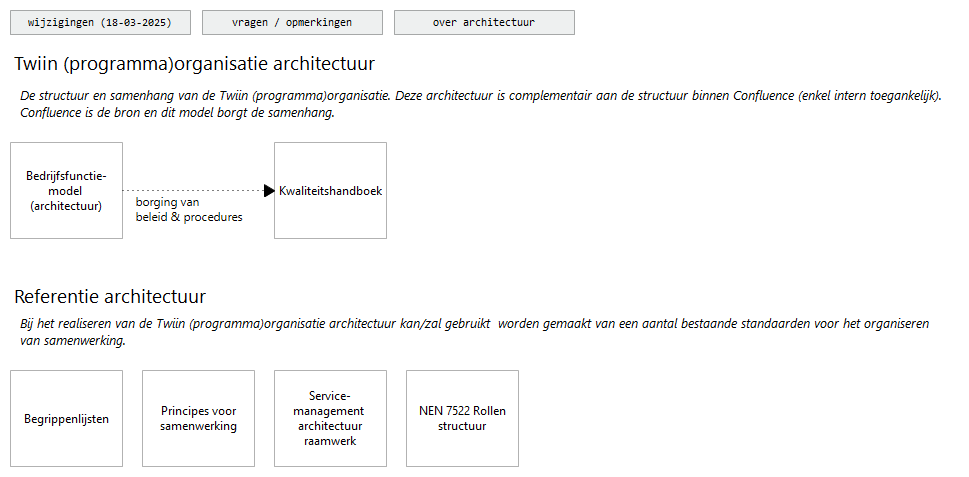 wijzigingen (18-03-2025)
vragen / opmerkingen
over architectuur
Twiin (programma)organisatie architectuur
De structuur en samenhang van de Twiin (programma)organisatie. Deze architectuur is complementair aan de structuur binnen Confluence (enkel intern toegankelijk).
Confluence is de bron en dit model borgt de samenhang.
Bedrijfsfunctie-
model
(architectuur)
borging van
beleid & procedures
Kwaliteitshandboek
Referentie architectuur
Bij het realiseren van de Twiin (programma)organisatie architectuur kan/zal gebruikt  worden gemaakt van een aantal bestaande standaarden voor het organiseren
van samenwerking.
Begrippenlijsten
Principes voor
samenwerking
Service-
management
architectuur
raamwerk
NEN 7522 Rollen
structuur